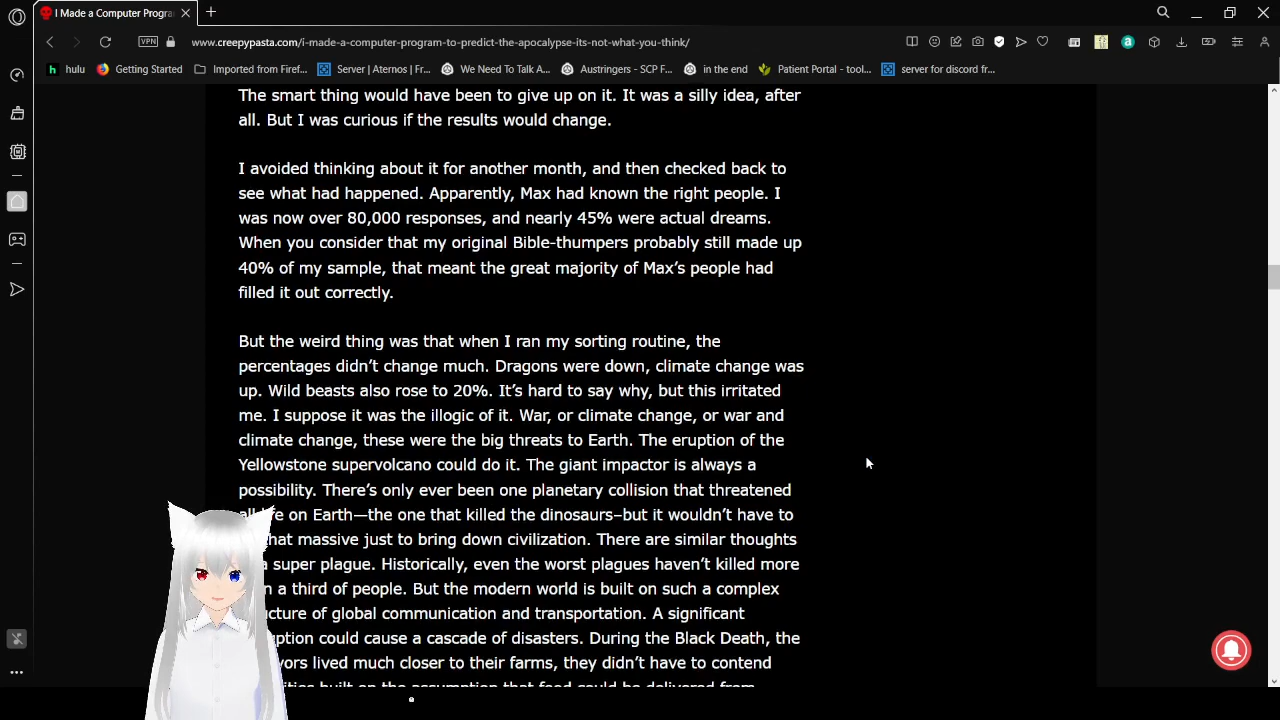 I Made a Computer Progra
VPN
www.creepypasta.com/i-made-a-computer-program-to-predict-the-apocalypse-its-not-what-you-think/
hulu
Getting Started
Imported from Firef...
Server | Aternos | Fr...
We Need To Talk A...
Austringers - SCP F...
in the end
Patient Portal - tool...
server for discord fr...
The smart thing would have been to give up on it. It was a silly idea, after
all. But I was curious if the results would change.
I avoided thinking about it for another month, and then checked back to
see what had happened. Apparently, Max had known the right people. I
was now over 80,000 responses, and nearly 45% were actual dreams.
When you consider that my original Bible-thumpers probably still made up
40% of my sample, that meant the great majority of Max's people had
filled it out correctly.
But the weird thing was that when I ran my sorting routine, the
percentages didn't change much. Dragons were down, climate change was
up. Wild beasts also rose to 20%. It's hard to say why, but this irritated
me. I suppose it was the illogic of it. War, or climate change, or war and
climate change, these were the big threats to Earth. The eruption of the
Yellowstone supervolcano could do it. The giant impactor is always a
possibility. There's only ever been one planetary collision that threatened
on Earth—the one that killed the dinosaurs—but it wouldn't have to
that massive just to bring down civilization. There are similar thoughts
a super plague. Historically, even the worst plagues haven't killed more
a third of people. But the modern world is built on such a complex
of global communication and transportation. A significant
could cause a cascade of disasters. During the Black Death, the
lived much closer to their farms, they didn't have to contend
built on the assumption that food could be delivered from